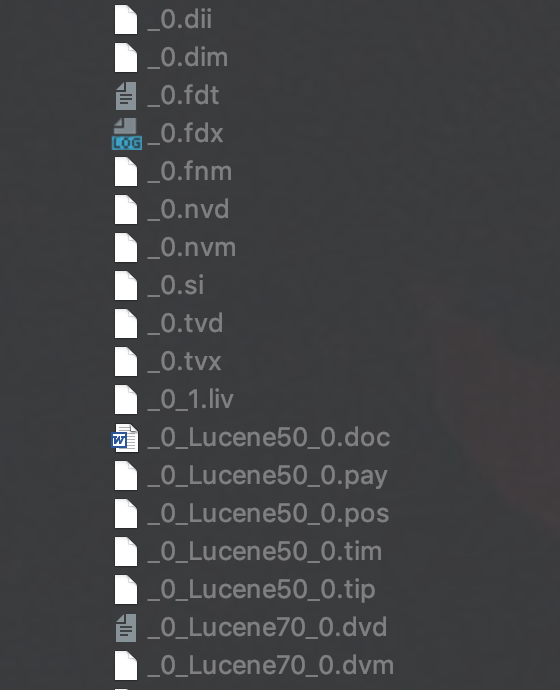 _0.dii
_0.dim
_0.fdt
LOG _0.fdx
_0.fnm
_0.nvd
_0.nvm
_0.si
_0.tvd
_0.tvx
_0_1.liv
W _0_Lucene50_0.doc
_0_Lucene50_0.pay
_0_Lucene50_0.pos
_0_Lucene50_0.tim
_0_Lucene50_0.tip
_0_Lucene70_0.dvd
_0_Lucene70_0.dvm